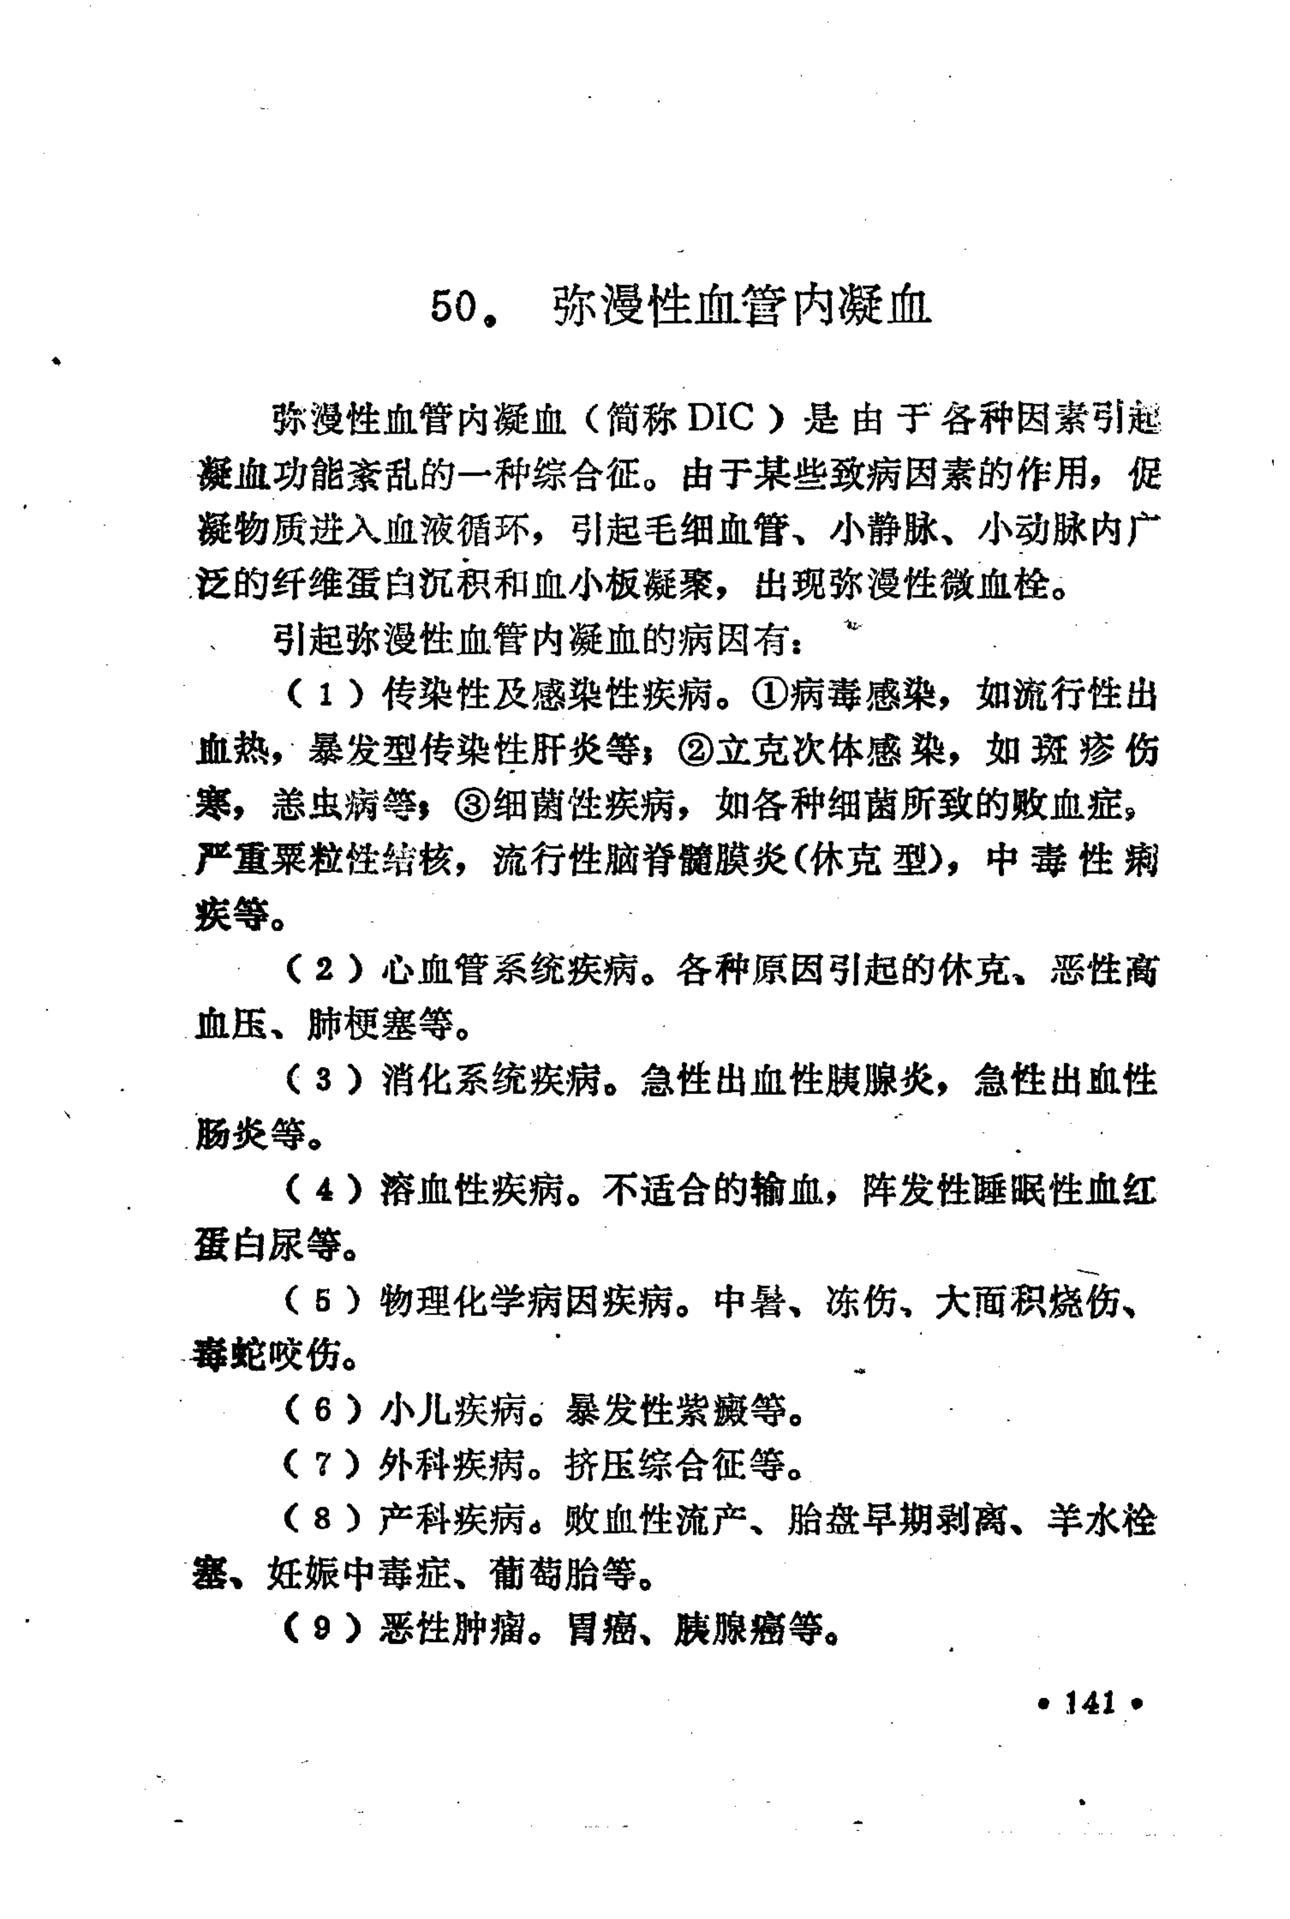 50。 弥漫性血管内凝血
弥漫性血管内凝血（简称DIC）是由于各种因素引起
凝血功能紊乱的一种综合征。由于某些致病因素的作用，促
凝物质进入血液循环，引起毛细血管、小静脉、小动脉内广
泛的纤维蛋白沉积和血小板凝聚，出现弥漫性微血栓。
引起弥漫性血管内凝血的病因有：
（1）传染性及感染性疾病。①病毒感染，如流行性出
血热，暴发型传染性肝炎等；②立克次体感染，如斑疹伤
寒，恙虫病等；③细菌性疾病，如各种细菌所致的败血症，
严重粟粒性结核，流行性脑脊髓膜炎(休克型)，中毒性痢
疾等。
（2）心血管系统疾病。各种原因引起的休克、恶性高
血压、肺梗塞等。
（3）消化系统疾病。急性出血性胰腺炎，急性出血性
肠炎等。
（4）溶血性疾病。不适合的输血，阵发性睡眠性血红
蛋白尿等。
（5）物理化学病因疾病。中暑、冻伤、大面积烧伤、
毒蛇咬伤。
（6）小儿疾病。暴发性紫癜等。
（7）外科疾病。挤压综合征等。
（8）产科疾病。败血性流产、胎盘早期剥离、羊水栓
塞、妊娠中毒症、葡萄胎等。
（9）恶性肿瘤。胃癌、胰腺癌等。
•141•